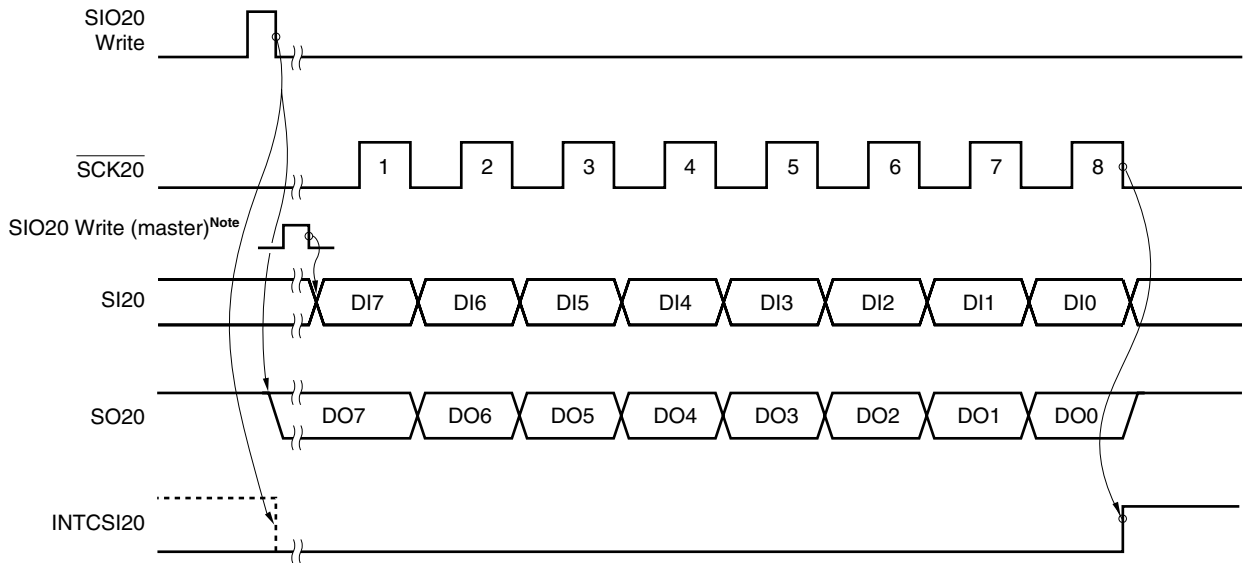 SIO20
Write
SCK20
1 2 3 4 5 6 7 8
SIO20 Write (master)Note
SI20
DI7 DI6 DI5 DI4 DI3 DI2 DI1 DI0
SO20
DO7 DO6 DO5 DO4 DO3 DO2 DO1 DO0
INTCSI20